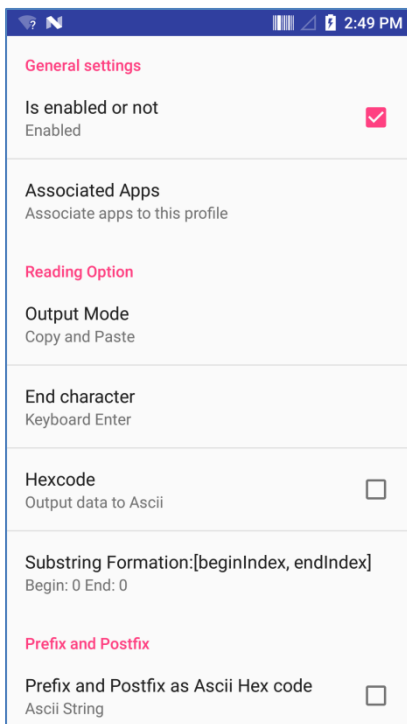 2:49 PM
General settings
Is enabled or not
Enabled
Associated Apps
Associate apps to this profile
Reading Option
Output Mode
Copy and Paste
End character
Keyboard Enter
Hexcode
Output data to Ascii
Substring Formation:[beginIndex, endIndex]
Begin: 0 End: 0
Prefix and Postfix
Prefix and Postfix as Ascii Hex code
Ascii String